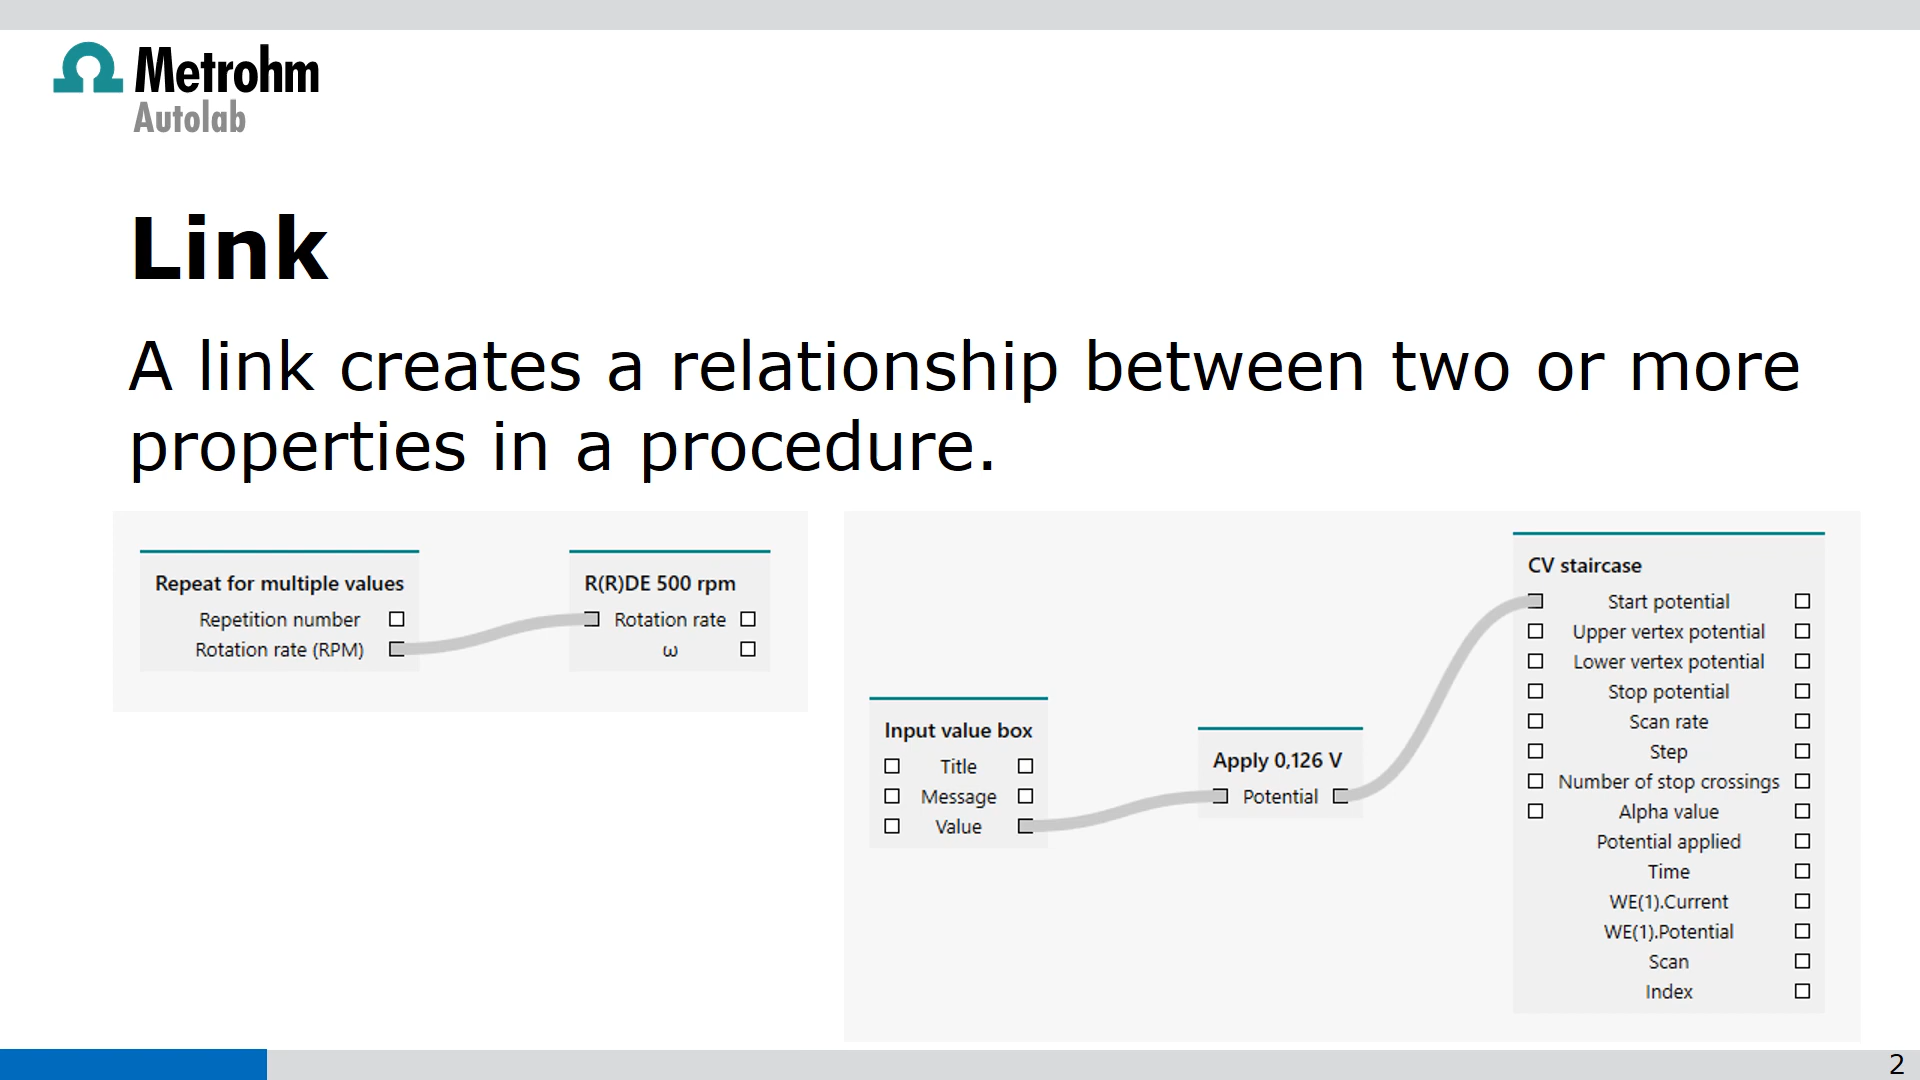 Metrohm
Autolab
Link
A link creates a relationship between two or more
properties in a procedure.
Repeat for multiple values
Repetition number
Rotation rate (RPM)
R(R)DE 500 rpm
Rotation rate
ω
Input value box
Title
Message
Value
Apply 0,126 V
Potential
CV staircase
Start potential
Upper vertex potential
Lower vertex potential
Stop potential
Scan rate
Step
Number of stop crossings
Alpha value
Potential applied
Time
WE(1).Current
WE(1).Potential
Scan
Index
2